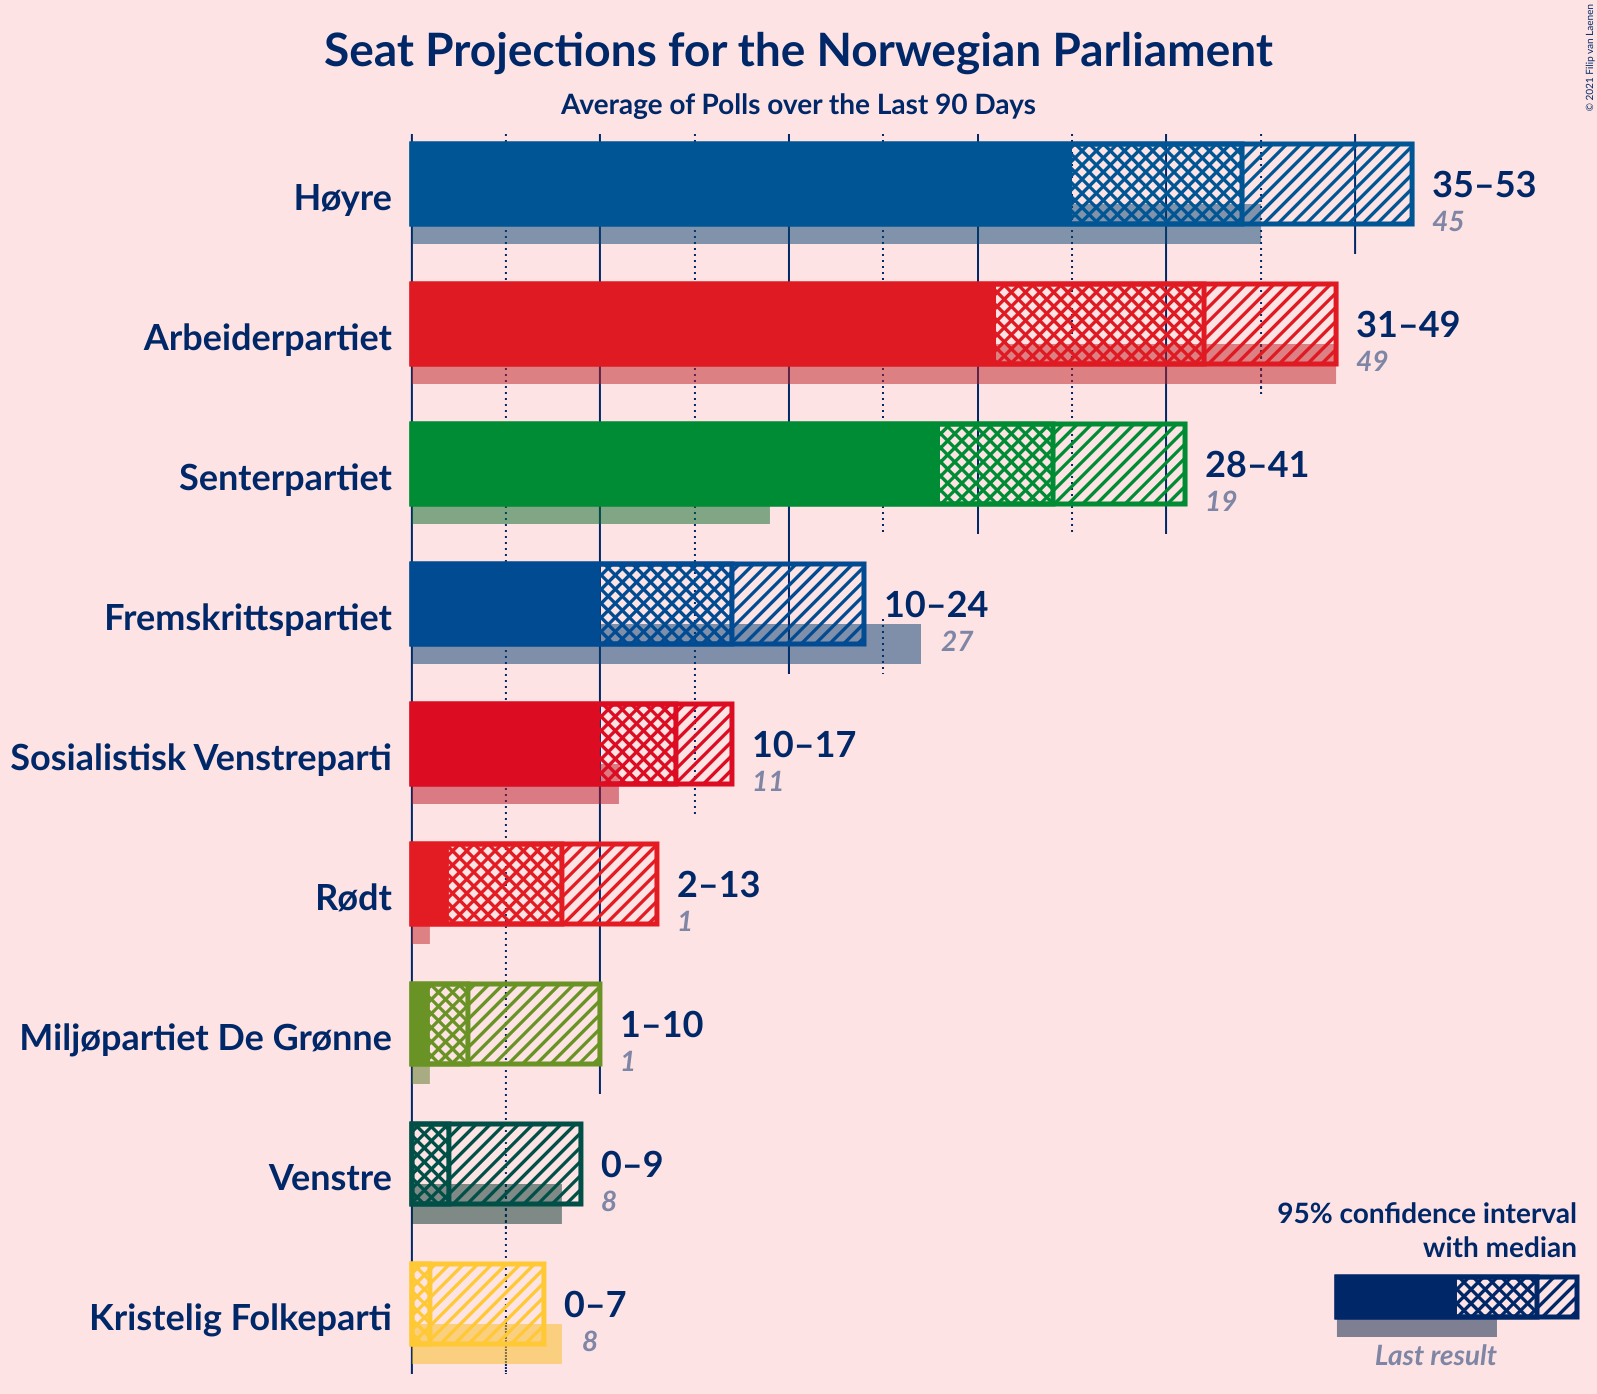 Seat Projections for the Norwegian Parliament
Average of Polls over the Last 90 Days
© 2021 Filip van Laenen
Høyre
35–53
45
Arbeiderpartiet
31–49
49
Senterpartiet
28–41
19
Fremskrittspartiet
10–24
27
Sosialistisk Venstreparti
10–17
11
Rødt
2–13
1
Miljøpartiet De Grønne
1–10
1
Venstre
0–9
8
Kristelig Folkeparti
0–7
8
95% confidence interval
with median
Last result